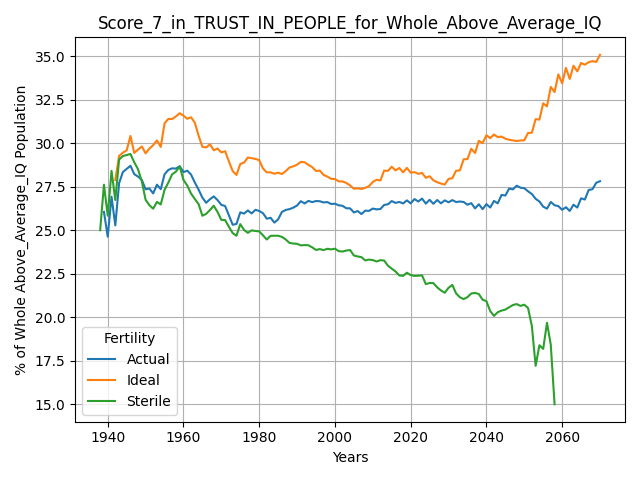 Score_7_in_TRUST_IN_PEOPLE_for_Whole_Above_Average_IQ
% of Whole Above_Average_IQ Population
35.0
32.5
30.0
27.5
25.0
22.5
20.0
17.5
15.0
Fertility
Actual
Ideal
Sterile
1940
1960
1980
2000
2020
2040
2060
Years